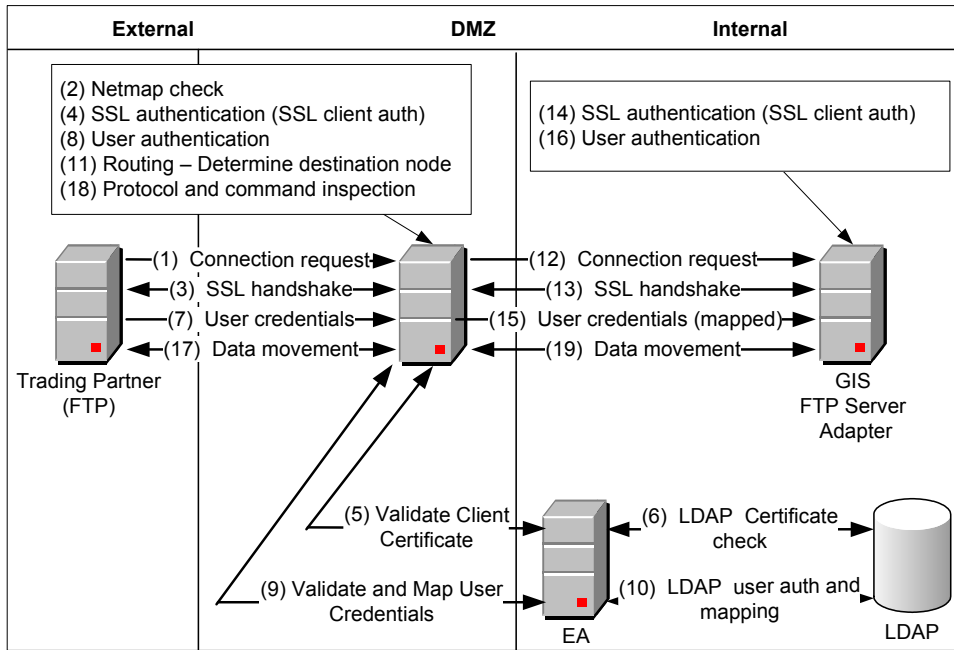 External
DMZ
Internal
(2) Netmap check
(4) SSL authentication (SSL client auth)
(8) User authentication
(11) Routing – Determine destination node
(18) Protocol and command inspection
(14) SSL authentication (SSL client auth)
(16) User authentication
(1) Connection request
(3) SSL handshake
(7) User credentials
(17) Data movement
(12) Connection request
(13) SSL handshake
(15) User credentials (mapped)
(19) Data movement
Trading Partner
(FTP)
GIS
FTP Server
Adapter
(5) Validate Client
Certificate
(6) LDAP Certificate
check
(9) Validate and Map User
Credentials
(10) LDAP user auth and
mapping
EA
LDAP